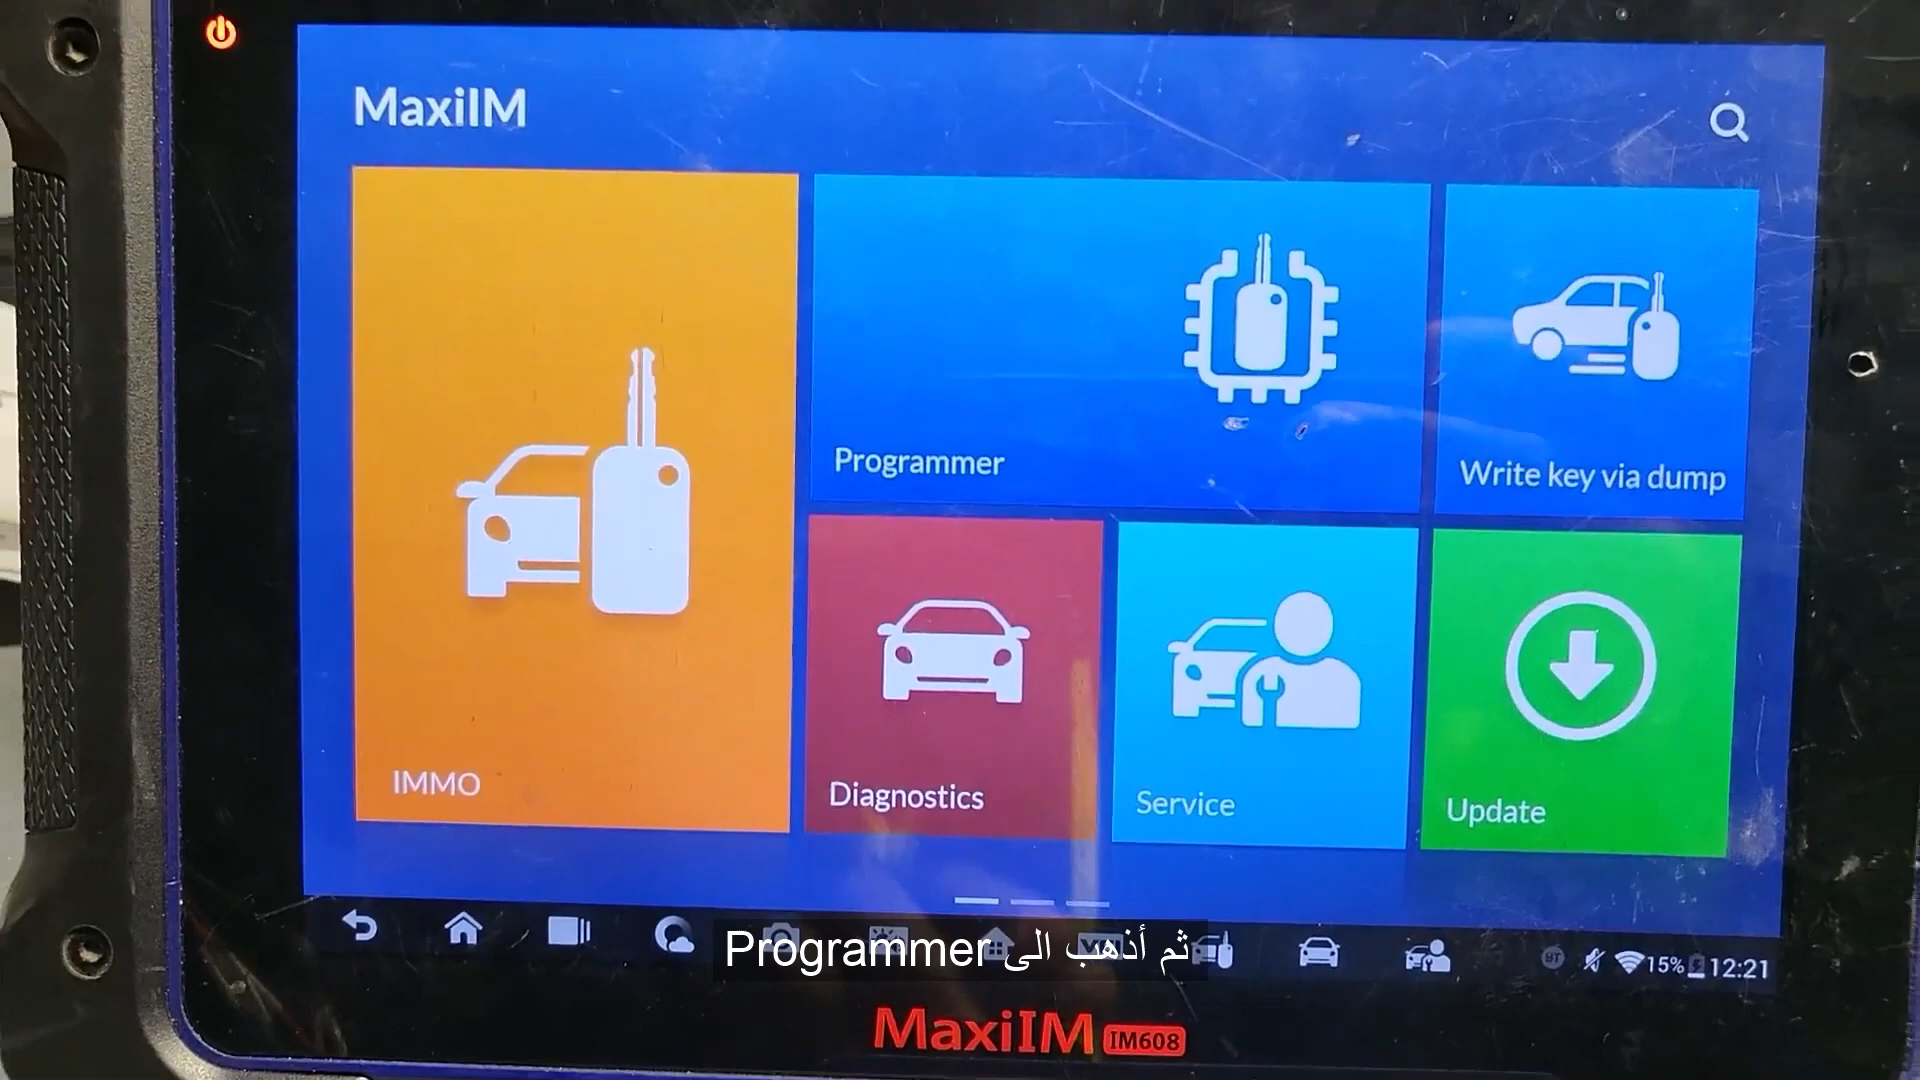 MaxiIM
Programmer
Write key via dump
IMMO
Diagnostics
Service
Update
ثم أذهب الى Programmer
15% 12:21
MaxiIM IM608